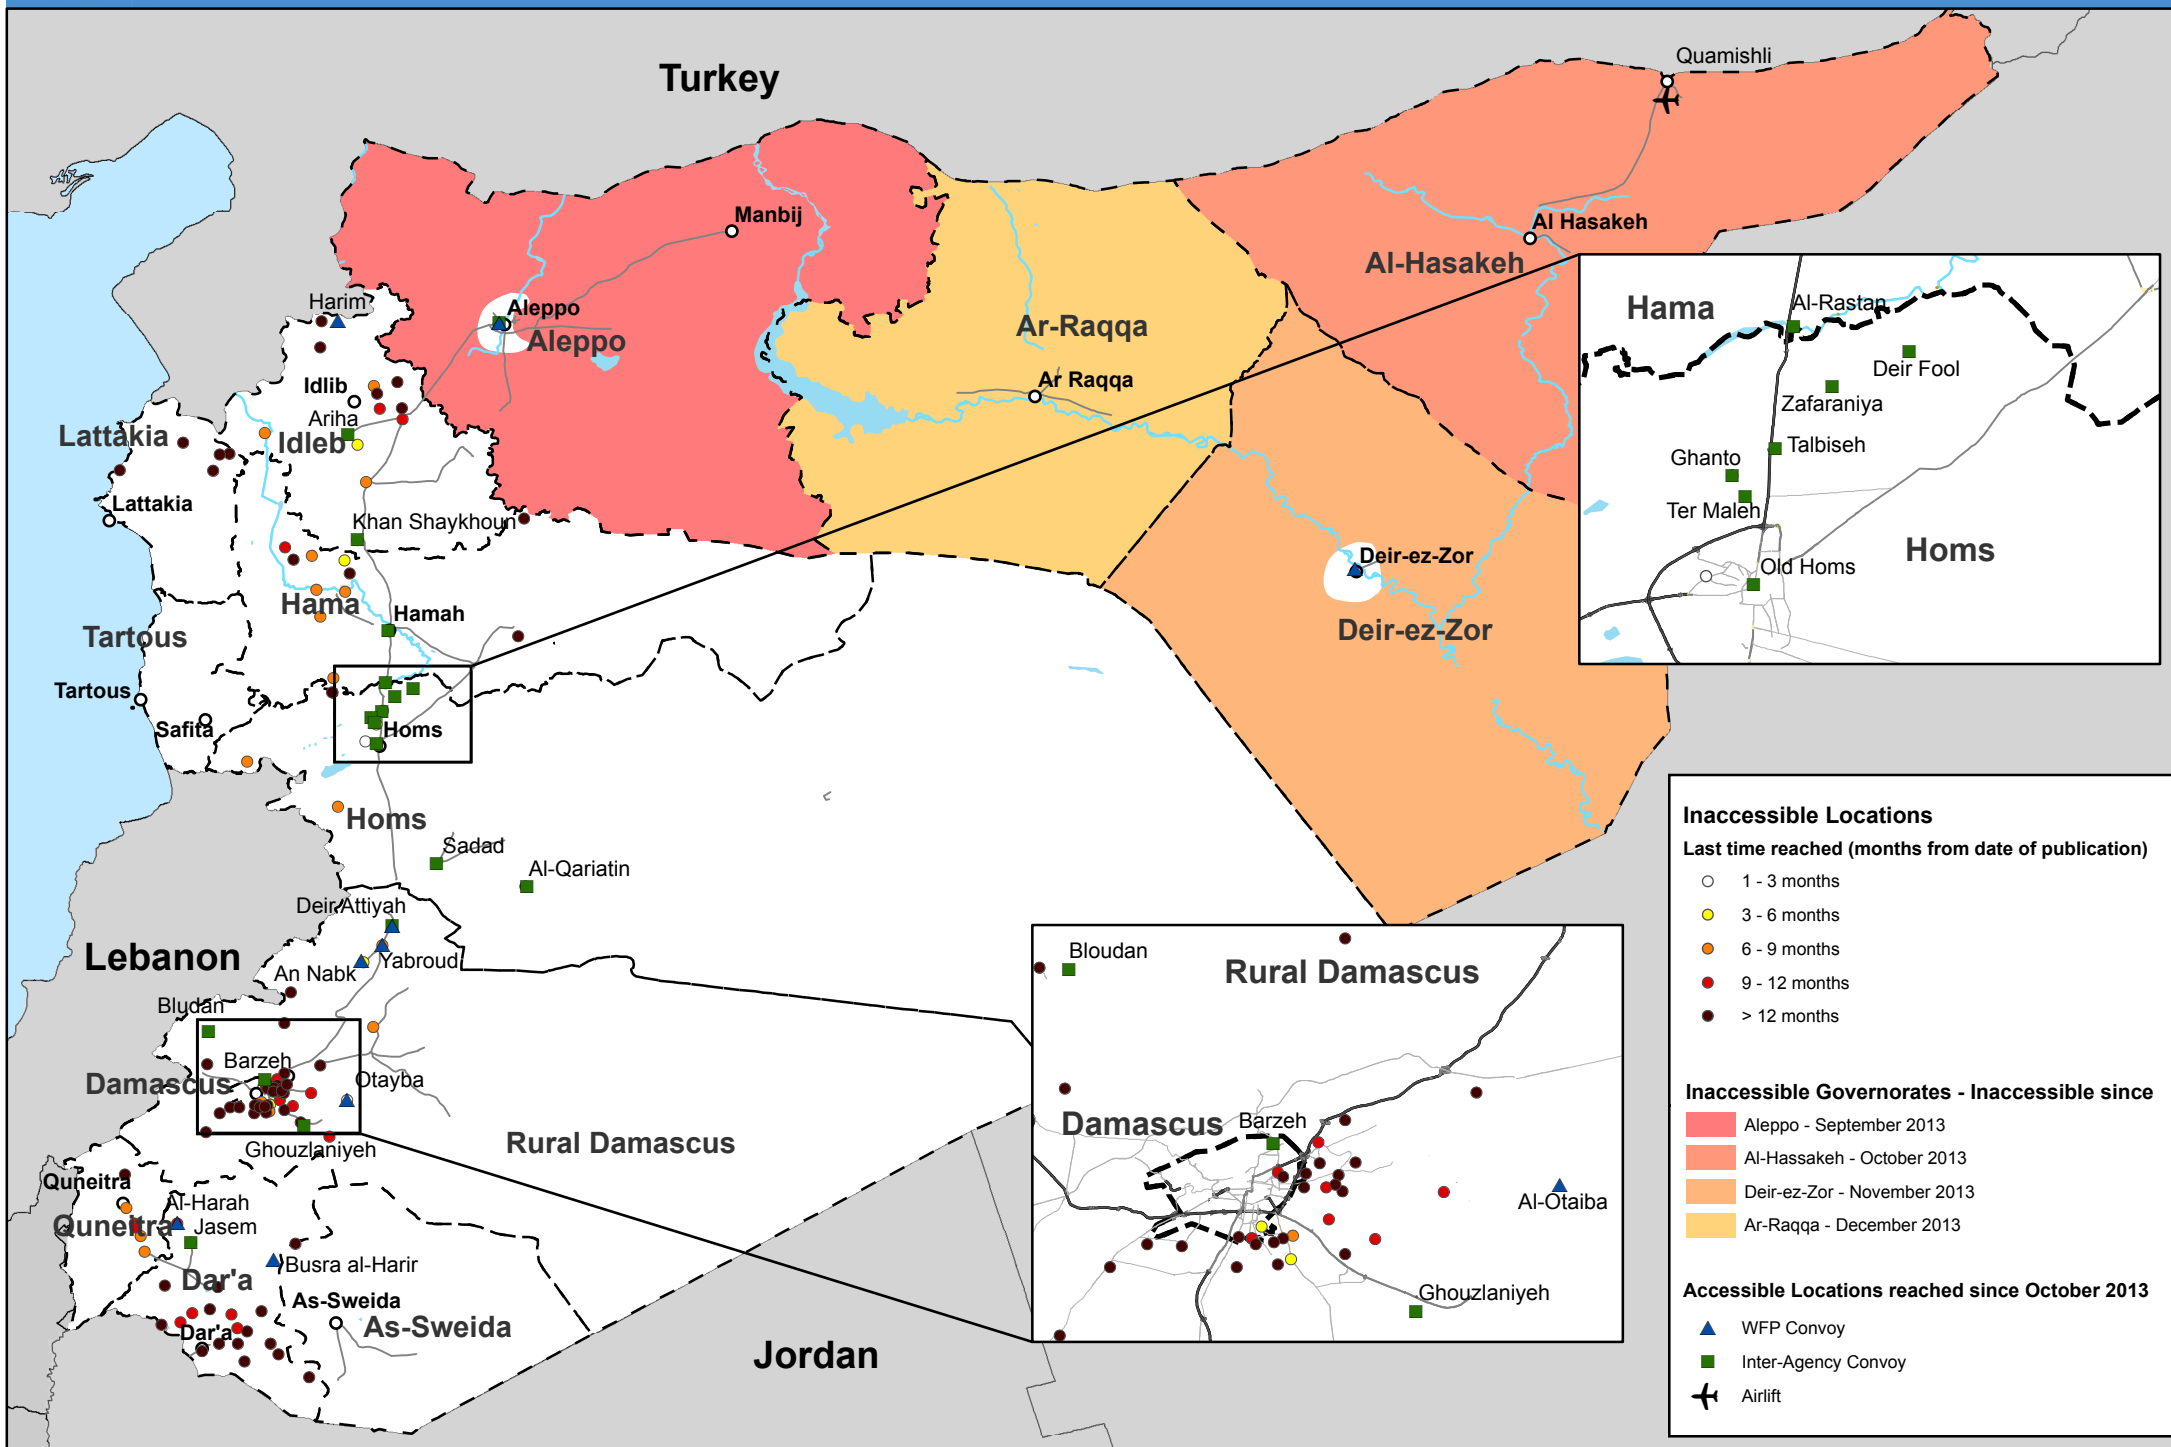 Turkey
Quamishli
Manbij
Al Hasakeh
Al-Hasakeh
Harim
Aleppo
Aleppo
Ar-Raqqa
Ar Raqqa
Idlib
Ariha
Idleb
Lattakia
Lattakia
Khan Shaykhoun
Deir-ez-Zor
Deir-ez-Zor
Hama
Hamah
Tartous
Tartous
Safita
Homs
Homs
Sadad
Al-Qariatin
Deir Attiyah
Lebanon
An Nabk
Yabroud
Bludan
Barzeh
Damascus
Otayba
Rural Damascus
Ghouzlaniyeh
Quneitra
Al-Harah
Quneitra
Jasem
Busra al-Harir
Dar'a
As-Sweida
As-Sweida
Dar'a
Jordan
Hama
Al-Rastan
Deir Fool
Zafaraniya
Talbiseh
Ghanto
Ter Maleh
Homs
Old Homs
Bloudan
Rural Damascus
Damascus
Barzeh
Al-Otaiba
Ghouzlaniyeh
Inaccessible Locations
Last time reached (months from date of publication)
1 - 3 months
3 - 6 months
6 - 9 months
9 - 12 months
> 12 months
Inaccessible Governorates - Inaccessible since
Aleppo - September 2013
Al-Hassakeh - October 2013
Deir-ez-Zor - November 2013
Ar-Raqqa - December 2013
Accessible Locations reached since October 2013
WFP Convoy
Inter-Agency Convoy
Airlift